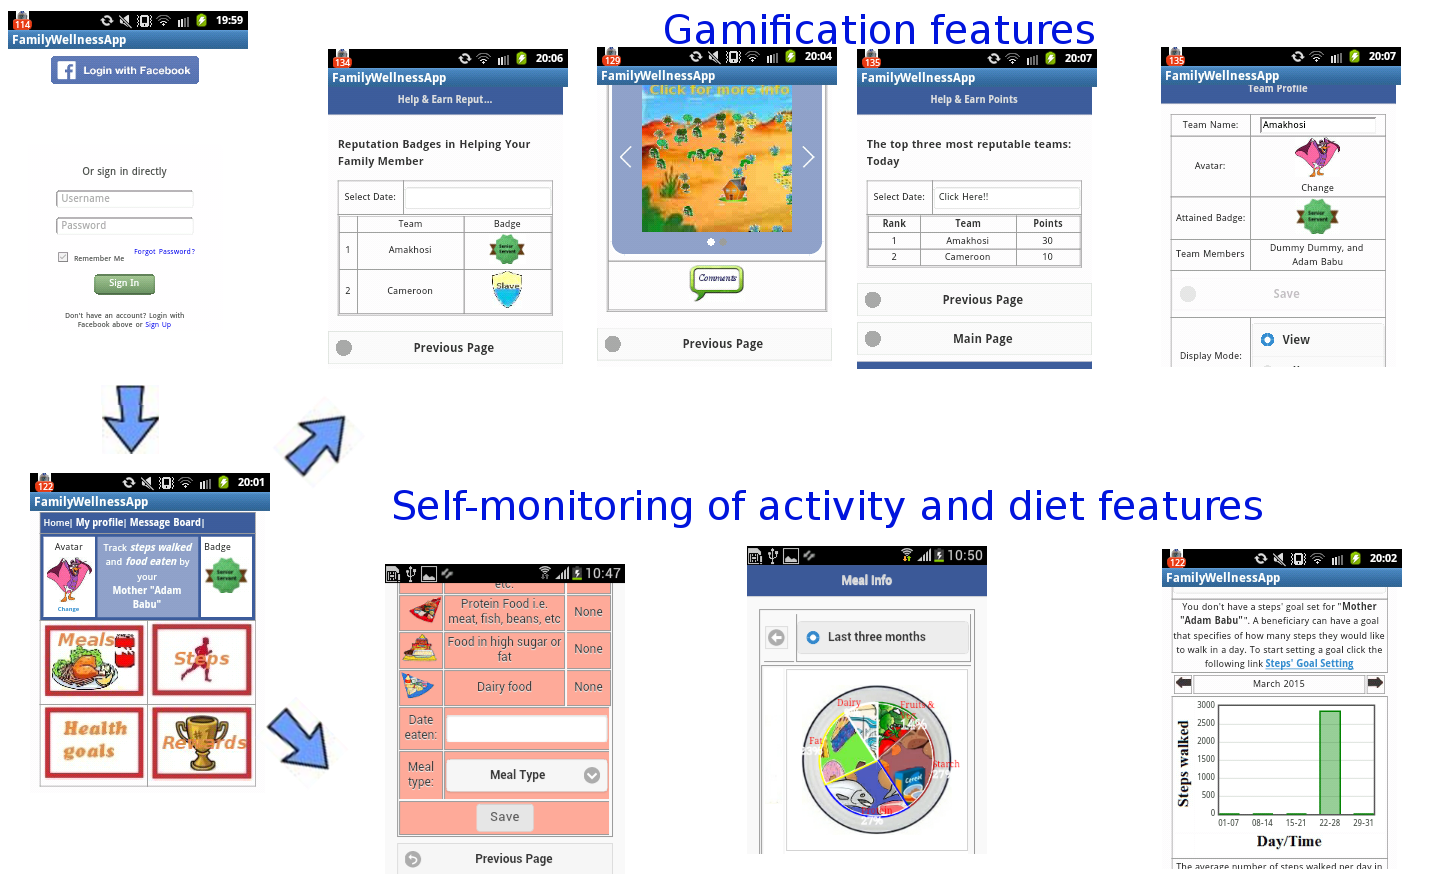 Gamification features
114
19:59
FamilyWellnessApp
Login with Facebook
Or sign in directly
Username
Password
Remember Me
Forgot Password?
Sign In
Don't have an account? Login with
Facebook above or Sign Up
134
20:06
FamilyWellnessApp
Help & Earn Reput...
Reputation Badges in Helping Your
Family Member
Select Date:
Team
Badge
1
Amakhosi
Senior
Servant
2
Cameroon
Slave
Previous Page
129
20:04
FamilyWellnessApp
Click for more info
Comments
Previous Page
135
20:07
FamilyWellnessApp
Help & Earn Points
The top three most reputable teams:
Today
Select Date:
Click Here!!
Rank Team Points
1 Amakhosi 30
2 Cameroon 10
Previous Page
Main Page
135
20:07
FamilyWellnessApp
Team Profile
Team Name:
Amakhosi
Avatar:
Change
Attained Badge:
Senior
Servant
Team Members
Dummy Dummy, and
Adam Babu
Save
Display Mode:
View
122
20:01
FamilyWellnessApp
Home| My profile| Message Board|
Avatar
Change
Track steps walked
and food eaten by
your
Mother "Adam
Babu"
Badge
Senior
Servant
Meals
Steps
Health
goals
#1
Rewards
Self-monitoring of activity and diet features
10:47
etc.
Protein Food i.e.
meat, fish, beans, etc
None
Food in high sugar or
fat
None
Dairy food
None
Date
eaten:
Meal
type:
Meal Type
Save
Previous Page
10:50
Meal Info
Last three months
Dairy
Fruits &
Fat
Starch
Cereal
27%
122
20:02
FamilyWellnessApp
You don't have a steps' goal set for "Mother
"Adam Babu"". A beneficiary can have a goal
that specifies of how many steps they would like
to walk in a day. To start setting a goal click the
following link Steps' Goal Setting
March 2015
Steps walked
3000
2500
2000
1500
1000
500
0
01-07 08-14 15-21 22-28 29-31
Day/Time
The average number of steps walked per day in